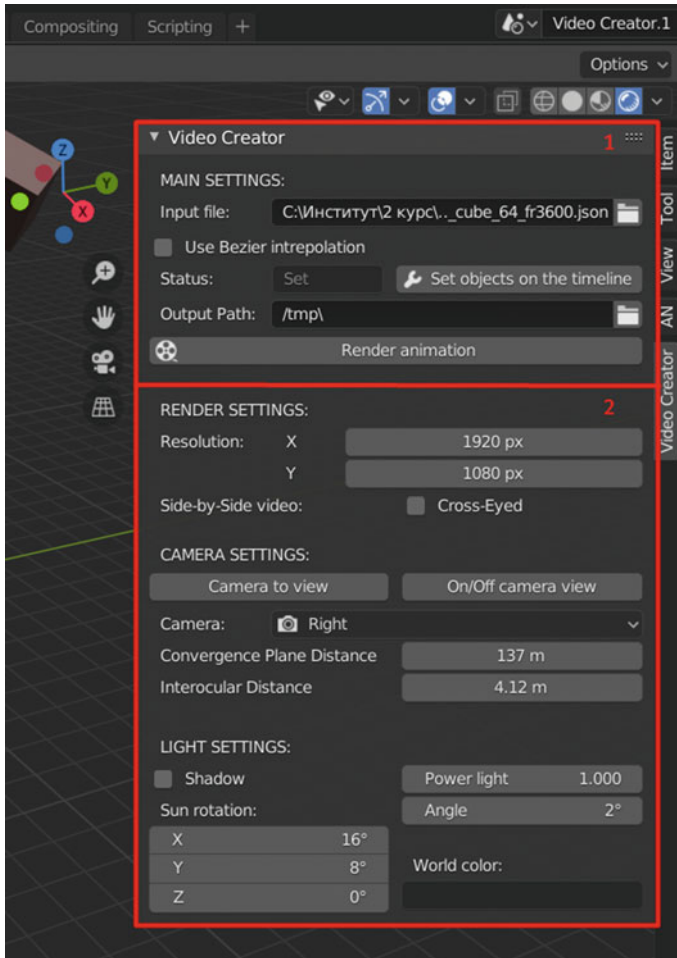 Compositing Scripting + Video Creator.1
Options
Video Creator 1
MAIN SETTINGS:
Input file: C:\Институт\2 курс\.._cube_64_fr3600.json
Use Bezier intrepolation
Status: Set Set objects on the timeline
Output Path: /tmp\
Render animation
RENDER SETTINGS: 2
Resolution: X 1920 px
Y 1080 px
Side-by-Side video: Cross-Eyed
CAMERA SETTINGS:
Camera to view On/Off camera view
Camera: Right
Convergence Plane Distance 137 m
Interocular Distance 4.12 m
LIGHT SETTINGS:
Shadow Power light 1.000
Sun rotation: Angle 2°
X 16°
Y 8° World color:
Z 0°
Item
Tool
View
AN
Video Creator
Z
Y
X